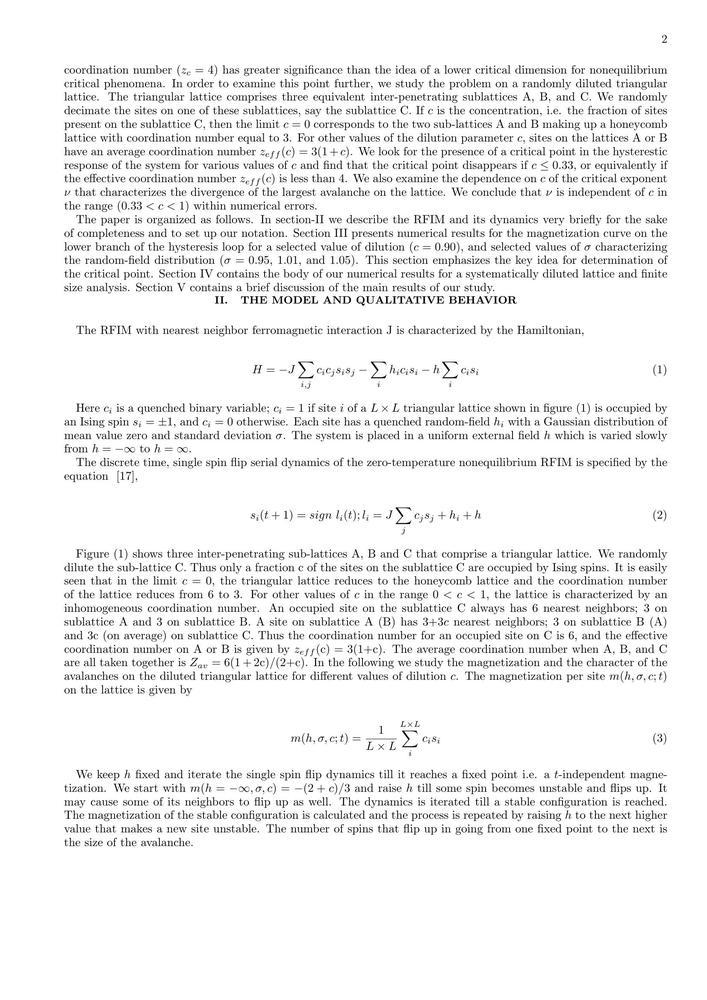 2
coordination number (z_c = 4) has greater significance than the idea of a lower critical dimension for nonequilibrium
critical phenomena. In order to examine this point further, we study the problem on a randomly diluted triangular
lattice. The triangular lattice comprises three equivalent inter-penetrating sublattices A, B, and C. We randomly
decimate the sites on one of these sublattices, say the sublattice C. If c is the concentration, i.e. the fraction of sites
present on the sublattice C, then the limit c = 0 corresponds to the two sub-lattices A and B making up a honeycomb
lattice with coordination number equal to 3. For other values of the dilution parameter c, sites on the lattices A or B
have an average coordination number z_{eff}(c) = 3(1 + c). We look for the presence of a critical point in the hysterestic
response of the system for various values of c and find that the critical point disappears if c ≤ 0.33, or equivalently if
the effective coordination number z_{eff}(c) is less than 4. We also examine the dependence on c of the critical exponent
ν that characterizes the divergence of the largest avalanche on the lattice. We conclude that ν is independent of c in
the range (0.33 < c < 1) within numerical errors.
The paper is organized as follows. In section-II we describe the RFIM and its dynamics very briefly for the sake
of completeness and to set up our notation. Section III presents numerical results for the magnetization curve on the
lower branch of the hysteresis loop for a selected value of dilution (c = 0.90), and selected values of σ characterizing
the random-field distribution (σ = 0.95, 1.01, and 1.05). This section emphasizes the key idea for determination of
the critical point. Section IV contains the body of our numerical results for a systematically diluted lattice and finite
size analysis. Section V contains a brief discussion of the main results of our study.
II. THE MODEL AND QUALITATIVE BEHAVIOR
The RFIM with nearest neighbor ferromagnetic interaction J is characterized by the Hamiltonian,
H = −J ∑_{i,j} c_i c_j s_i s_j − ∑_i h_i c_i s_i − h ∑_i c_i s_i (1)
Here c_i is a quenched binary variable; c_i = 1 if site i of a L × L triangular lattice shown in figure (1) is occupied by
an Ising spin s_i = ±1, and c_i = 0 otherwise. Each site has a quenched random-field h_i with a Gaussian distribution of
mean value zero and standard deviation σ. The system is placed in a uniform external field h which is varied slowly
from h = −∞ to h = ∞.
The discrete time, single spin flip serial dynamics of the zero-temperature nonequilibrium RFIM is specified by the
equation [17],
s_i(t + 1) = sign l_i(t); l_i = J ∑_j c_j s_j + h_i + h (2)
Figure (1) shows three inter-penetrating sub-lattices A, B and C that comprise a triangular lattice. We randomly
dilute the sub-lattice C. Thus only a fraction c of the sites on the sublattice C are occupied by Ising spins. It is easily
seen that in the limit c = 0, the triangular lattice reduces to the honeycomb lattice and the coordination number
of the lattice reduces from 6 to 3. For other values of c in the range 0 < c < 1, the lattice is characterized by an
inhomogeneous coordination number. An occupied site on the sublattice C always has 6 nearest neighbors; 3 on
sublattice A and 3 on sublattice B. A site on sublattice A (B) has 3+3c nearest neighbors; 3 on sublattice B (A)
and 3c (on average) on sublattice C. Thus the coordination number for an occupied site on C is 6, and the effective
coordination number on A or B is given by z_{eff}(c) = 3(1+c). The average coordination number when A, B, and C
are all taken together is Z_{av} = 6(1 + 2c)/(2+c). In the following we study the magnetization and the character of the
avalanches on the diluted triangular lattice for different values of dilution c. The magnetization per site m(h, σ, c; t)
on the lattice is given by
m(h, σ, c; t) = \frac{1}{L × L} ∑_i^{L×L} c_i s_i (3)
We keep h fixed and iterate the single spin flip dynamics till it reaches a fixed point i.e. a t-independent magne-
tization. We start with m(h = −∞, σ, c) = −(2 + c)/3 and raise h till some spin becomes unstable and flips up. It
may cause some of its neighbors to flip up as well. The dynamics is iterated till a stable configuration is reached.
The magnetization of the stable configuration is calculated and the process is repeated by raising h to the next higher
value that makes a new site unstable. The number of spins that flip up in going from one fixed point to the next is
the size of the avalanche.